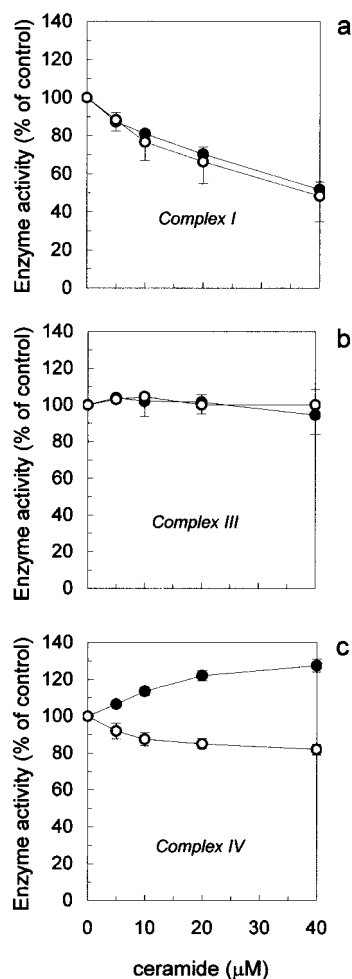 a
140
120
100
80
60
40
20
0
Enzyme activity (% of control)
Complex I
b
140
120
100
80
60
40
20
0
Enzyme activity (% of control)
Complex III
c
140
120
100
80
60
40
20
0
Enzyme activity (% of control)
Complex IV
0 10 20 30 40
ceramide (μM)